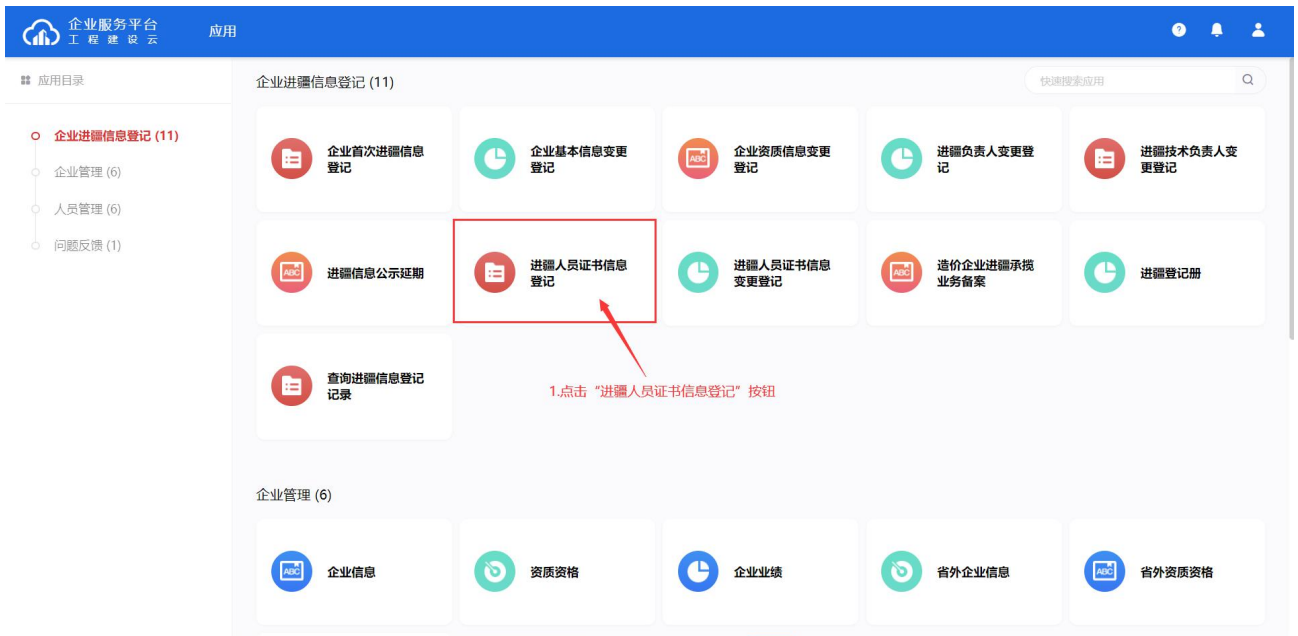 企业服务平台
工程建设云
应用
应用目录
企业进疆信息登记 (11)
企业管理 (6)
人员管理 (6)
问题反馈 (1)
企业进疆信息登记 (11)
快速搜索应用
企业首次进疆信息
登记
企业基本信息变更
登记
ABC
企业资质信息变更
登记
进疆负责人变更登
记
进疆技术负责人变
更登记
ABC
进疆信息公示延期
进疆人员证书信息
登记
进疆人员证书信息
变更登记
ABC
造价企业进疆承揽
业务备案
进疆登记册
查询进疆信息登记
记录
1.点击“进疆人员证书信息登记”按钮
企业管理 (6)
ABC
企业信息
资质资格
企业业绩
省外企业信息
ABC
省外资质资格